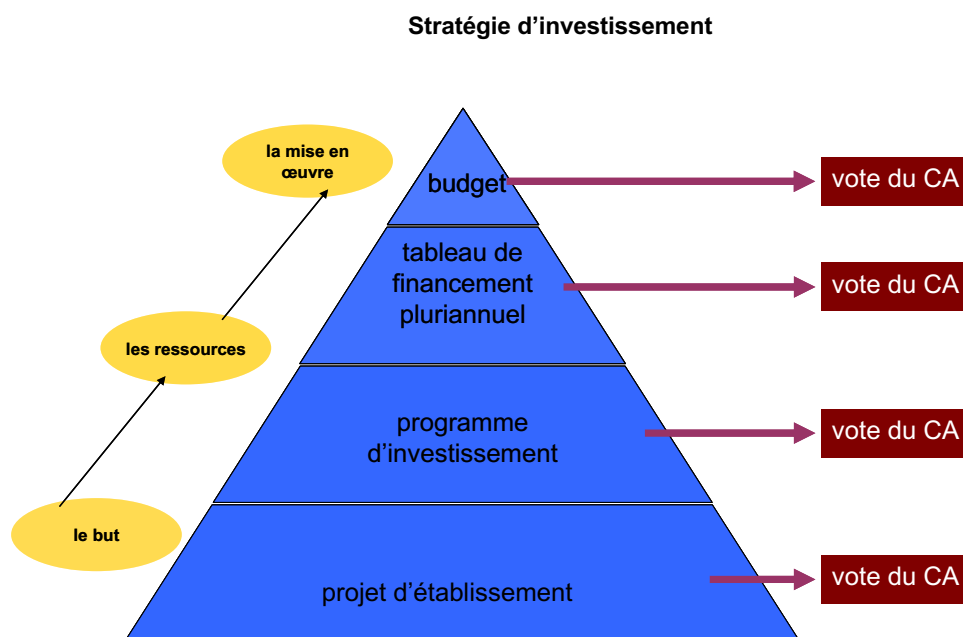 Stratégie d’investissement
la mise en
œuvre
budget
vote du CA
tableau de
financement
pluriannuel
vote du CA
les ressources
programme
d’investissement
vote du CA
le but
projet d’établissement
vote du CA